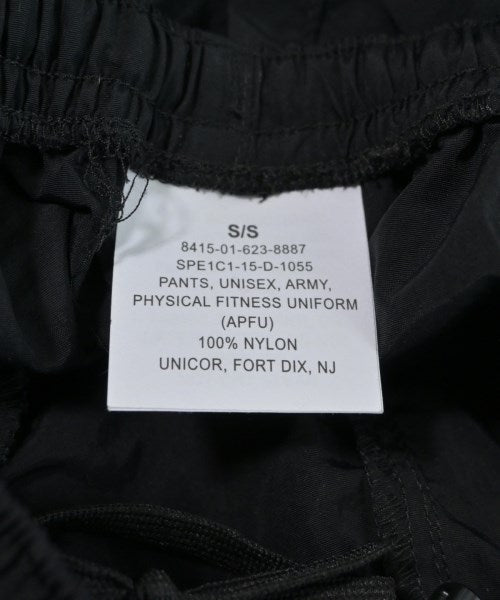 S/S
8415-01-623-8887
SPE1C1-15-D-1055
PANTS, UNISEX, ARMY,
PHYSICAL FITNESS UNIFORM
(APFU)
100% NYLON
UNICOR, FORT DIX, NJ